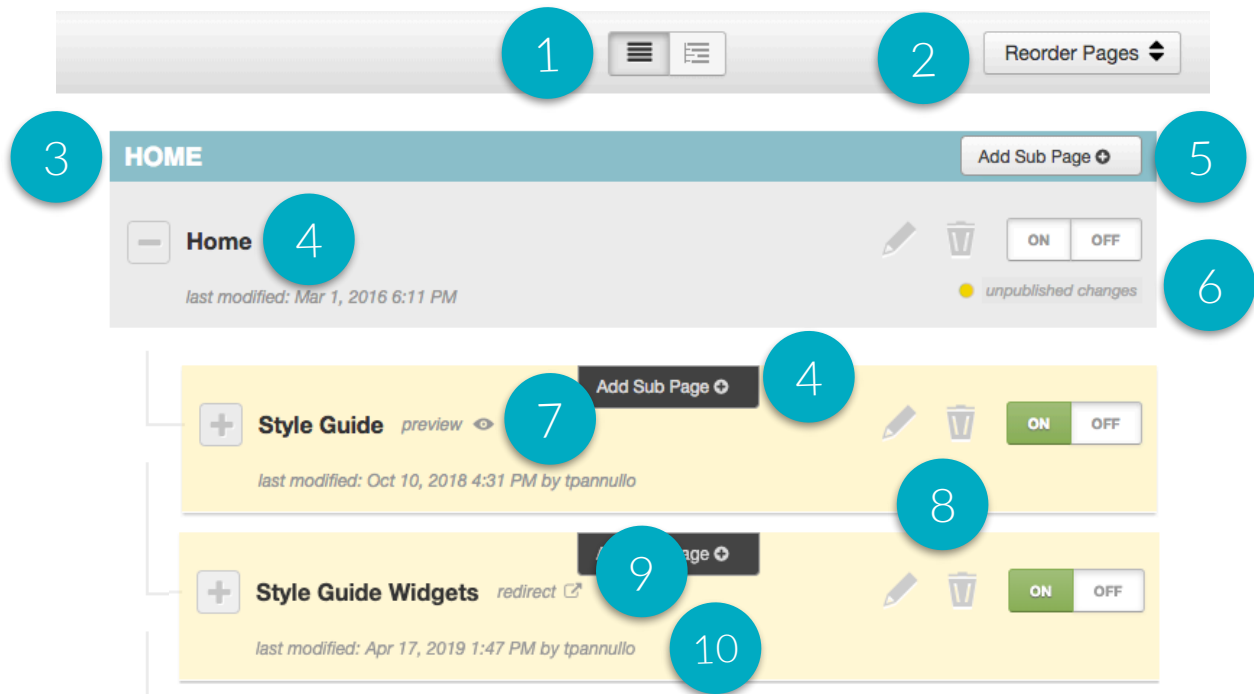 1
2
Reorder Pages
3
HOME
Add Sub Page
5
Home
4
ON OFF
last modified: Mar 1, 2016 6:11 PM
unpublished changes
6
Add Sub Page
4
Style Guide preview
7
ON OFF
last modified: Oct 10, 2018 4:31 PM by tpannullo
8
age
9
Style Guide Widgets redirect
ON OFF
last modified: Apr 17, 2019 1:47 PM by tpannullo
10